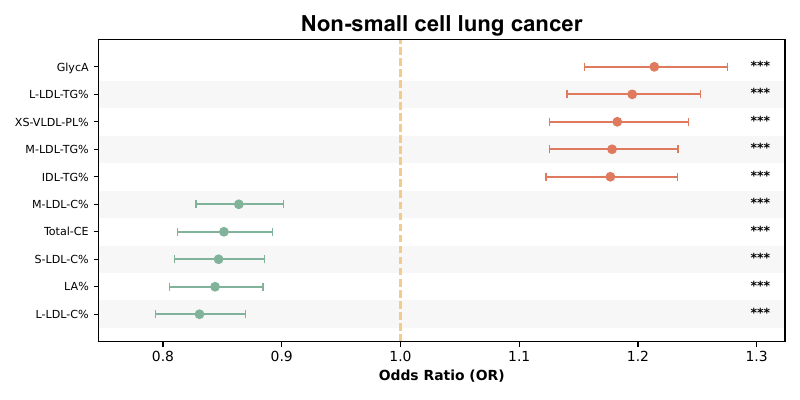 Non-small cell lung cancer
GlycA ***
L-LDL-TG% ***
XS-VLDL-PL% ***
M-LDL-TG% ***
IDL-TG% ***
M-LDL-C% ***
Total-CE ***
S-LDL-C% ***
LA% ***
L-LDL-C% ***
0.8 0.9 1.0 1.1 1.2 1.3
Odds Ratio (OR)